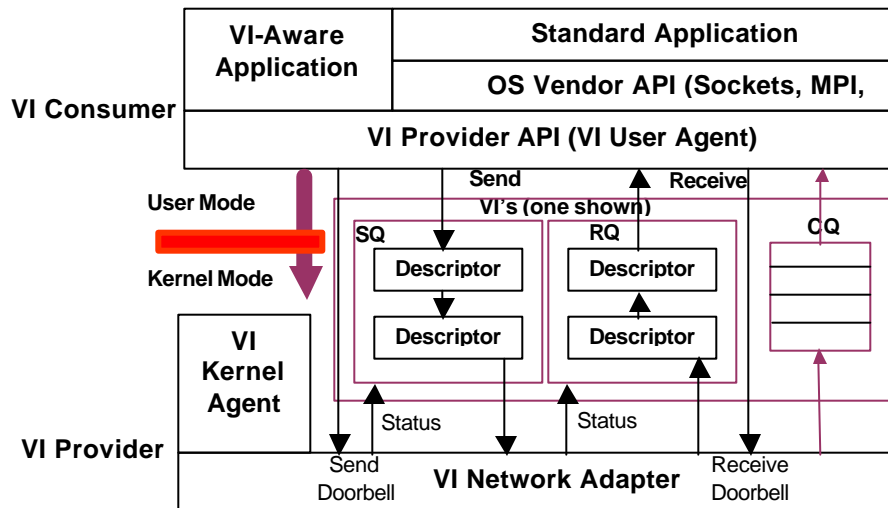 VI-Aware
Application
Standard Application
OS Vendor API (Sockets, MPI,
VI Consumer
VI Provider API (VI User Agent)
Send
Receive
User Mode
VI's (one shown)
SQ
RQ
CQ
Kernel Mode
Descriptor
Descriptor
Descriptor
Descriptor
VI
Kernel
Agent
Status
Status
VI Provider
Send
Doorbell
VI Network Adapter
Receive
Doorbell